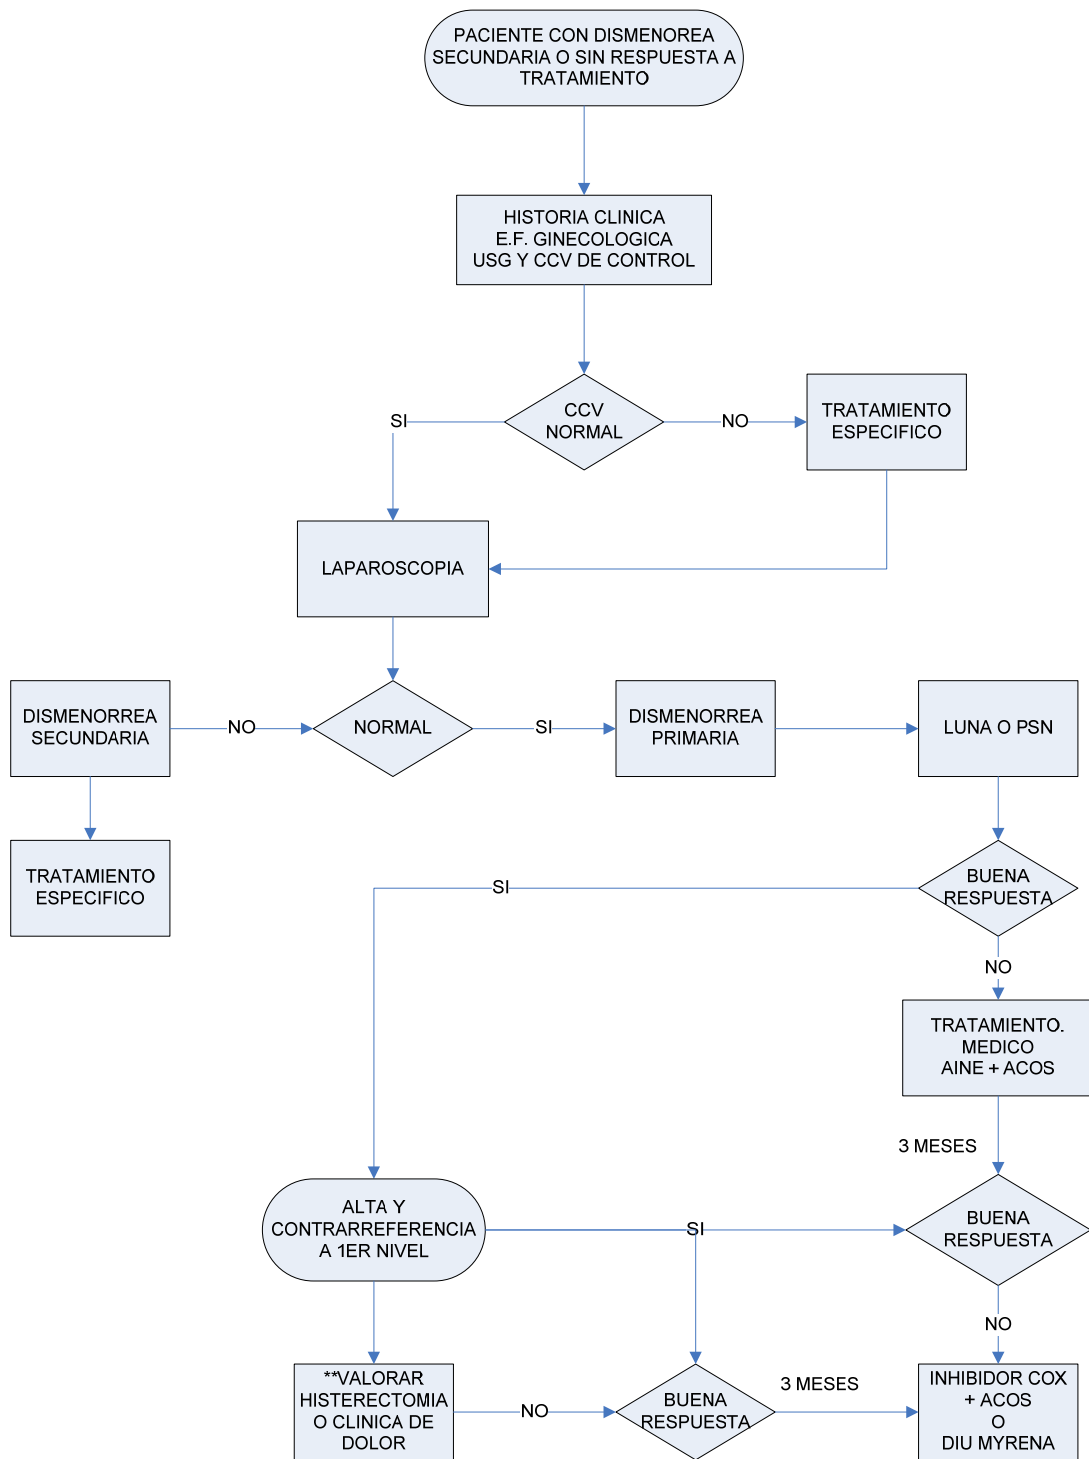 PACIENTE CON DISMENOREA
SECUNDARIA O SIN RESPUESTA A
TRATAMIENTO
HISTORIA CLINICA
E.F. GINECOLOGICA
USG Y CCV DE CONTROL
CCV
NORMAL
SI
NO
TRATAMIENTO
ESPECIFICO
LAPAROSCOPIA
DISMENORREA
SECUNDARIA
NO
NORMAL
SI
DISMENORREA
PRIMARIA
LUNA O PSN
TRATAMIENTO
ESPECIFICO
SI
BUENA
RESPUESTA
NO
TRATAMIENTO.
MEDICO
AINE + ACOS
3 MESES
ALTA Y
CONTRARREFERENCIA
A 1ER NIVEL
SI
BUENA
RESPUESTA
NO
**VALORAR
HISTERECTOMIA
O CLINICA DE
DOLOR
NO
BUENA
RESPUESTA
3 MESES
INHIBIDOR COX
+ ACOS
O
DIU MYRENA